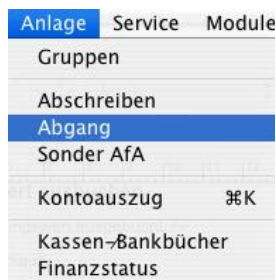 Anlage Service Module
Gruppen
Abschreiben
Abgang
Sonder AfA
Kontoauszug ⌘K
Kassen-/Bankbücher
Finanzstatus